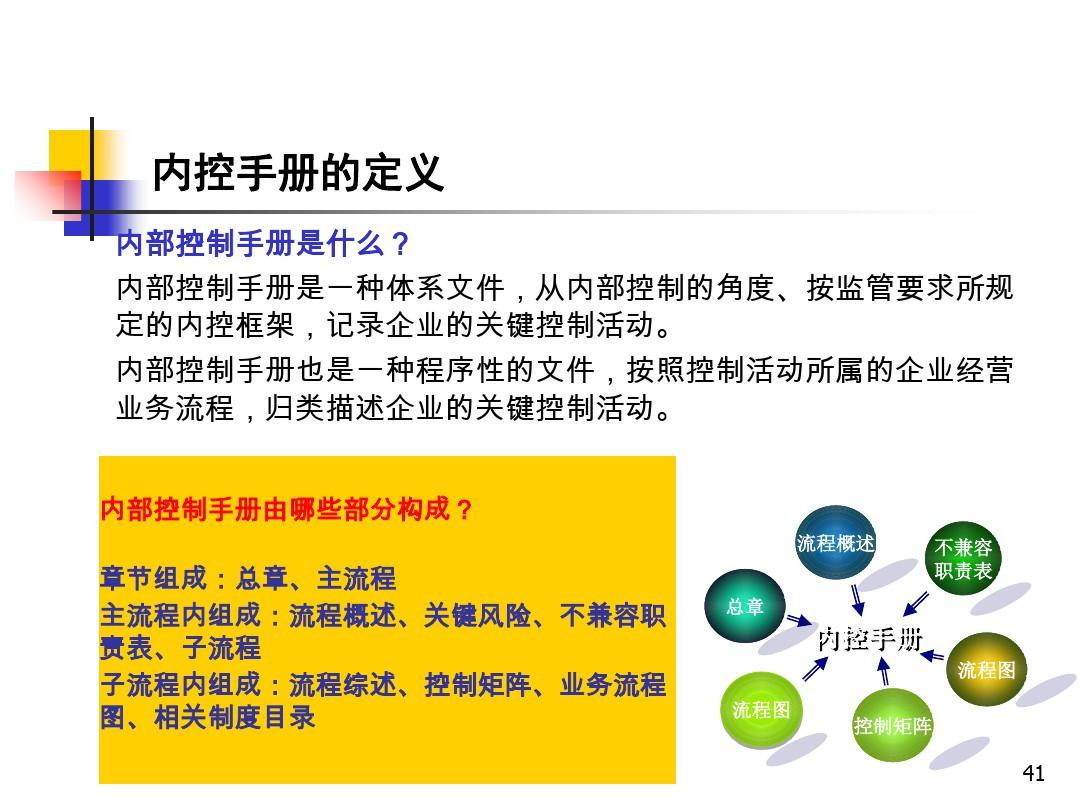 内控手册的定义
内部控制手册是什么？
内部控制手册是一种体系文件，从内部控制的角度、按监管要求所规
定的内控框架，记录企业的关键控制活动。
内部控制手册也是一种程序性的文件，按照控制活动所属的企业经营
业务流程，归类描述企业的关键控制活动。
内部控制手册由哪些部分构成？
章节组成：总章、主流程
主流程内组成：流程概述、关键风险、不兼容职
责表、子流程
子流程内组成：流程综述、控制矩阵、业务流程
图、相关制度目录
流程概述
不兼容
职责表
总章
内控手册
流程图
流程图
控制矩阵
41